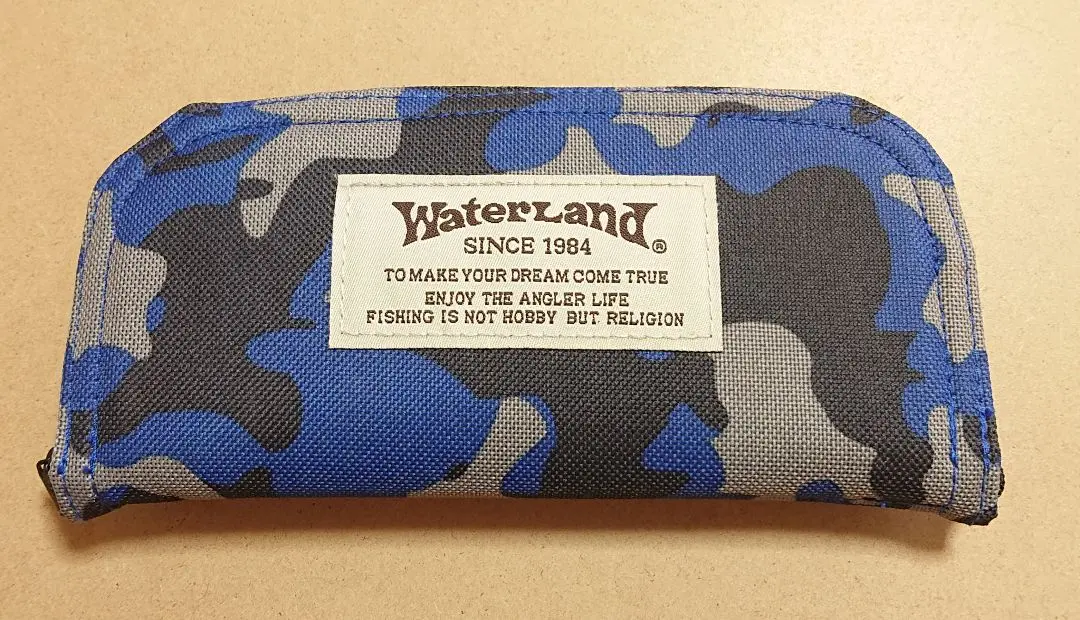 WaterLand
SINCE 1984 ®
TO MAKE YOUR DREAM COME TRUE
ENJOY THE ANGLER LIFE
FISHING IS NOT HOBBY BUT RELIGION